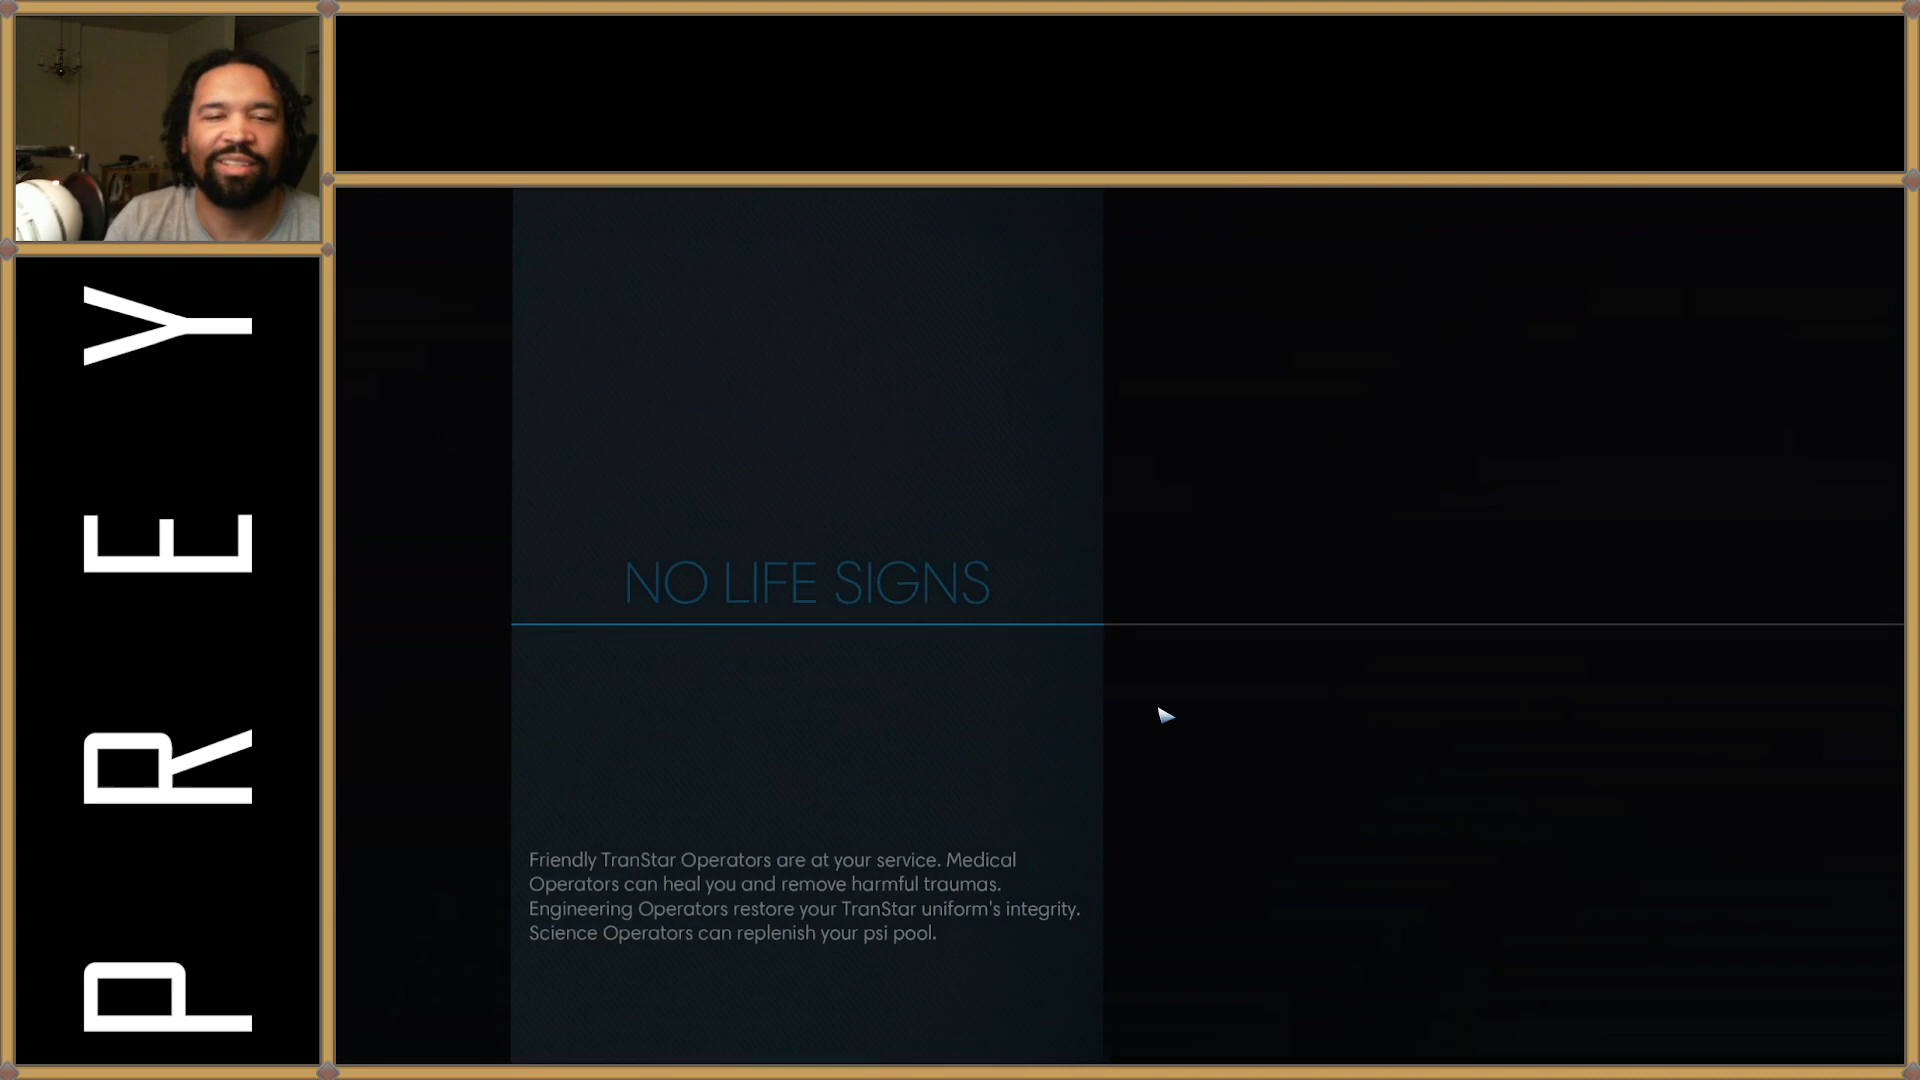 PREY
NO LIFE SIGNS
Friendly TranStar Operators are at your service. Medical
Operators can heal you and remove harmful traumas.
Engineering Operators restore your TranStar uniform's integrity.
Science Operators can replenish your psi pool.